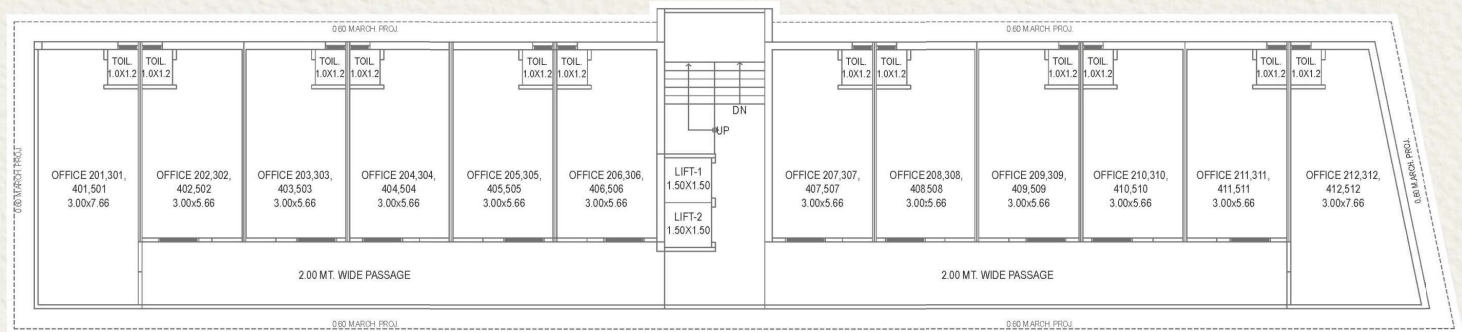 0.60 MARCH. PROJ.
0.60 MARCH. PROJ.
TOIL.
1.0X1.2
TOIL.
1.0X1.2
TOIL.
1.0X1.2
TOIL.
1.0X1.2
TOIL.
1.0X1.2
TOIL.
1.0X1.2
TOIL.
1.0X1.2
TOIL.
1.0X1.2
TOIL.
1.0X1.2
TOIL.
1.0X1.2
TOIL.
1.0X1.2
TOIL.
1.0X1.2
DN
UP
0.60 MARCH. PROJ.
OFFICE 201,301,
401,501
3.00x7.66
OFFICE 202,302,
402,502
3.00x5.66
OFFICE 203,303,
403,503
3.00x5.66
OFFICE 204,304,
404,504
3.00x5.66
OFFICE 205,305,
405,505
3.00x5.66
OFFICE 206,306,
406,506
3.00x5.66
LIFT-1
1.50X1.50
LIFT-2
1.50X1.50
OFFICE 207,307,
407,507
3.00x5.66
OFFICE 208,308,
408,508
3.00x5.66
OFFICE 209,309,
409,509
3.00x5.66
OFFICE 210,310,
410,510
3.00x5.66
OFFICE 211,311,
411,511
3.00x5.66
OFFICE 212,312,
412,512
3.00x7.66
0.60 MARCH. PROJ.
2.00 MT. WIDE PASSAGE
2.00 MT. WIDE PASSAGE
0.60 MARCH. PROJ.
0.60 MARCH. PROJ.